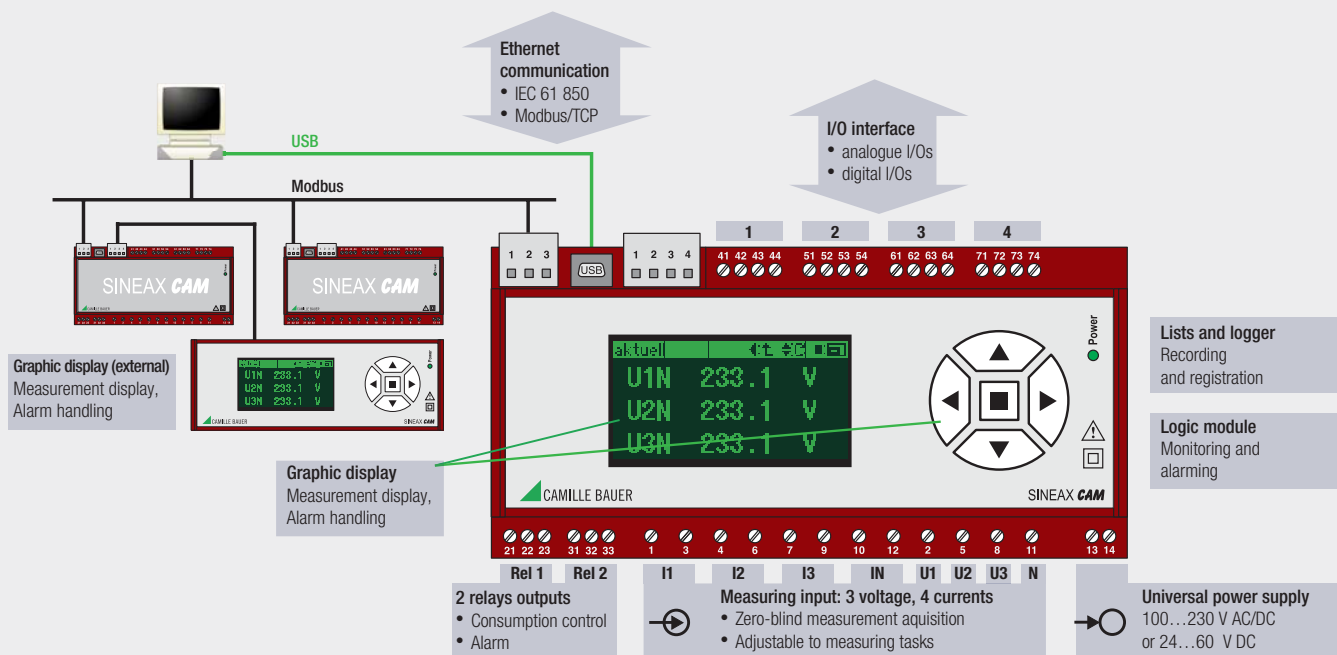 Ethernet
communication
• IEC 61 850
• Modbus/TCP
I/O interface
• analogue I/Os
• digital I/Os
USB
Modbus
1 2 3 4
1 2 3
USB
1 2 3 4
41 42 43 44
51 52 53 54
61 62 63 64
71 72 73 74
SINEAX CAM
SINEAX CAM
Graphic display (external)
Measurement display,
Alarm handling
aktuell
U1N 233.1 V
U2N 233.1 V
U3N 233.1 V
Power
CAMILLE BAUER
SINEAX CAM
aktuell
U1N 233.1 V
U2N 233.1 V
U3N 233.1 V
Power
CAMILLE BAUER
SINEAX CAM
Lists and logger
Recording
and registration
Logic module
Monitoring and
alarming
Graphic display
Measurement display,
Alarm handling
21 22 23 31 32 33 1 3 4 6 7 9 10 12 2 5 8 11 13 14
Rel 1 Rel 2 I1 I2 I3 IN U1 U2 U3 N
2 relays outputs
• Consumption control
• Alarm
Measuring input: 3 voltage, 4 currents
• Zero-blind measurement aquisition
• Adjustable to measuring tasks
Universal power supply
100...230 V AC/DC
or 24...60 V DC